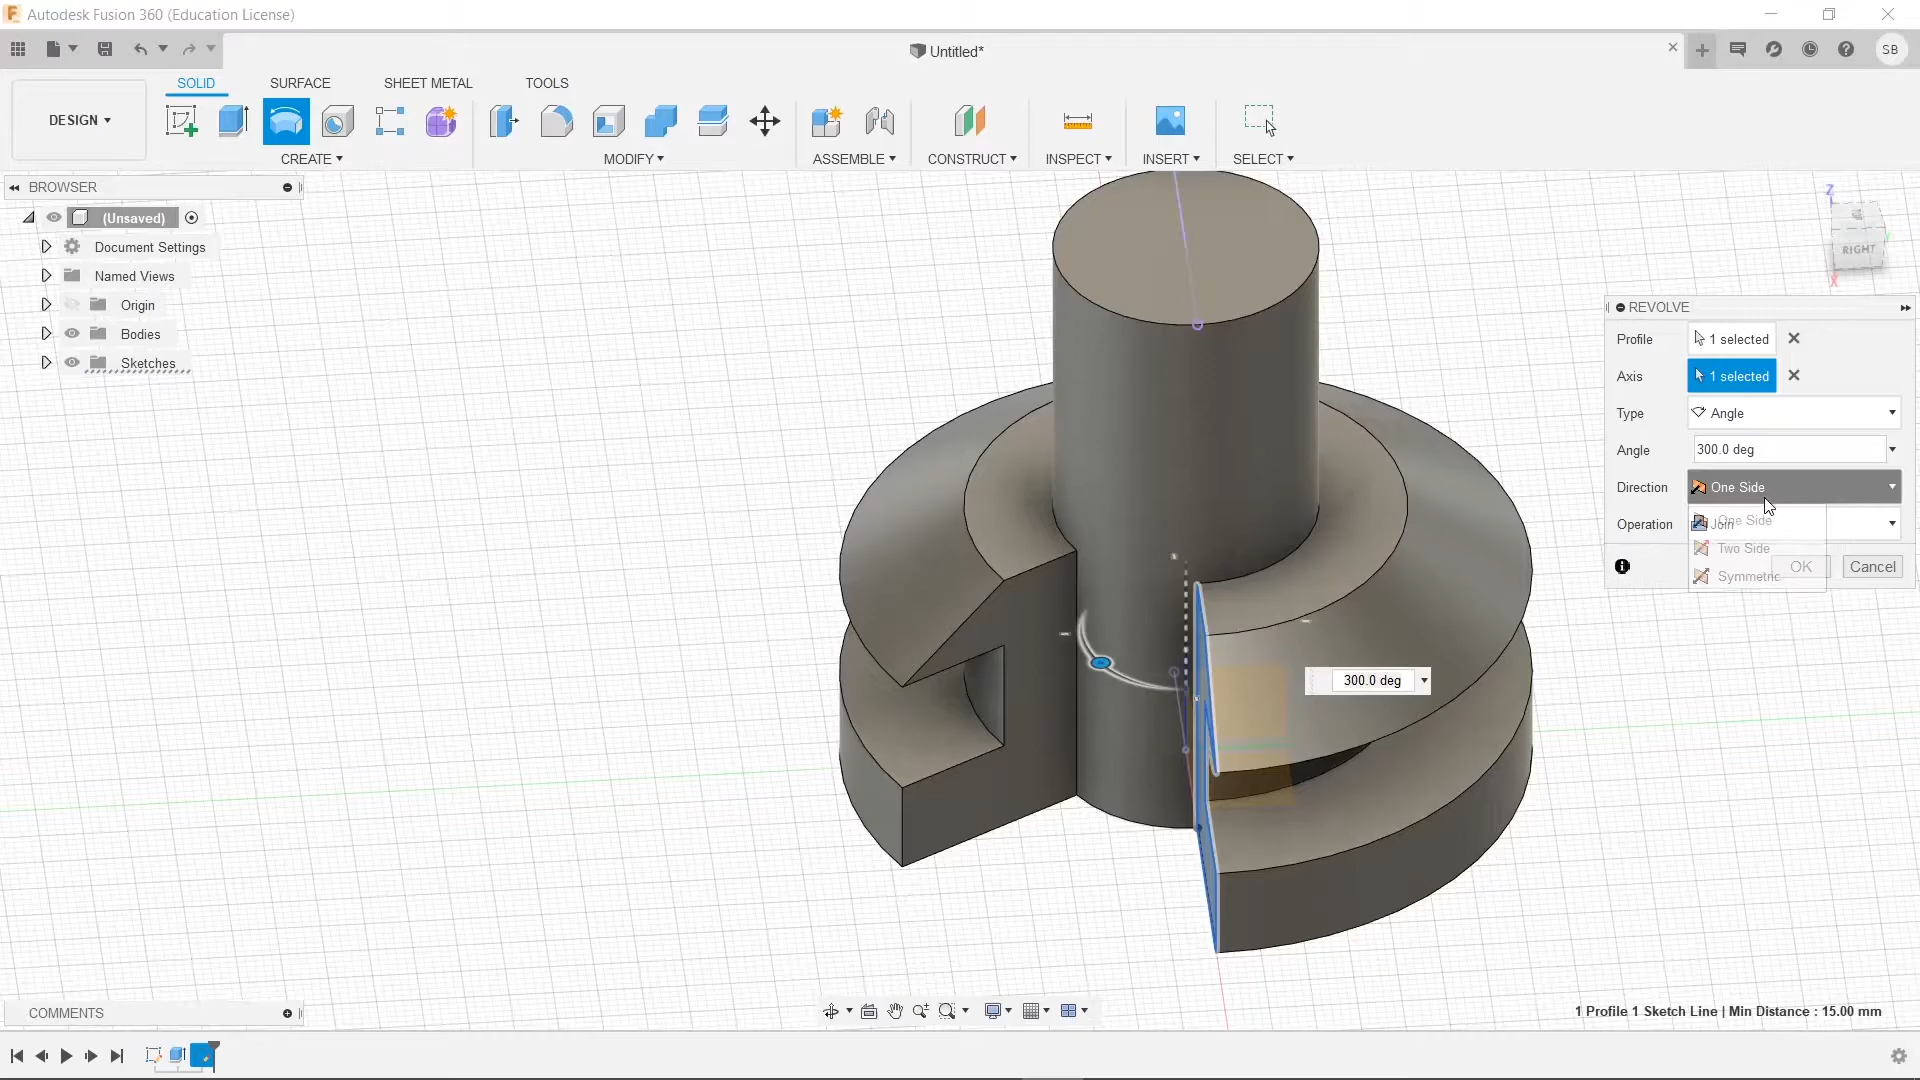 Autodesk Fusion 360 (Education License)
Untitled*
SB
DESIGN
SOLID
SURFACE
SHEET METAL
TOOLS
CREATE
MODIFY
ASSEMBLE
CONSTRUCT
INSPECT
INSERT
SELECT
BROWSER
(Unsaved)
Document Settings
Named Views
Origin
Bodies
Sketches
Z
RIGHT
X
REVOLVE
Profile 1 selected
Axis 1 selected
Type Angle
Angle 300.0 deg
Direction One Side
Operation Join
One Side
Two Side
Symmetric
OK Cancel
300.0 deg
COMMENTS
1 Profile 1 Sketch Line | Min Distance : 15.00 mm